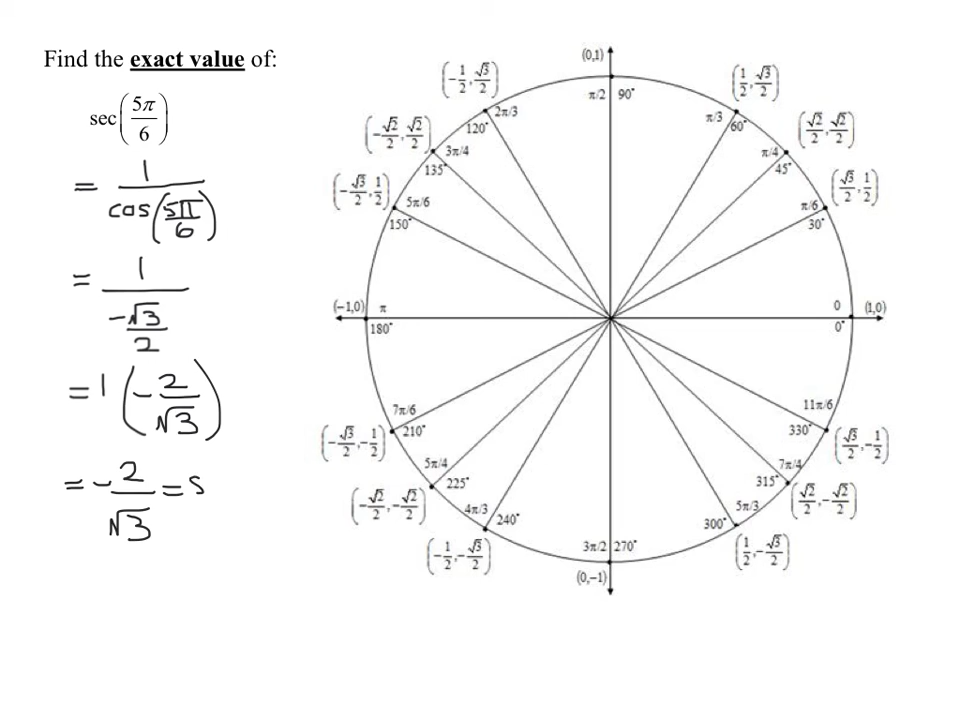 Find the exact value of:
sec(5π/6)
= 1/cos(5π/6)
= 1/(-√3/2)
= 1(-2/√3)
= -2/√3 = s
(0,1)
π/2 90°
(-1/2, √3/2)
2π/3
120°
(-√2/2, √2/2)
3π/4
135°
(-√3/2, 1/2)
5π/6
150°
(1/2, √3/2)
π/3
60°
(√2/2, √2/2)
π/4
45°
(√3/2, 1/2)
π/6
30°
(-1,0) π
180°
0 (1,0)
0°
7π/6
210°
(-√3/2, -1/2)
5π/4
225°
(-√2/2, -√2/2)
4π/3
240°
(-1/2, -√3/2)
3π/2 270°
(0,-1)
11π/6
330°
(√3/2, -1/2)
7π/4
315°
(√2/2, -√2/2)
5π/3
300°
(1/2, -√3/2)